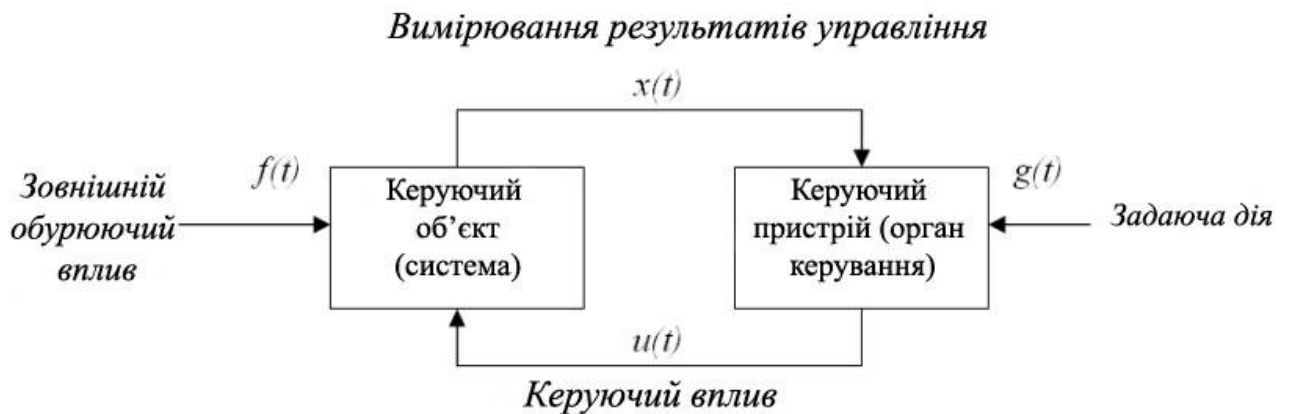 Вимірювання результатів управління
x(t)
f(t)
Зовнішній
обурюючий
вплив
Керуючий
об’єкт
(система)
Керуючий
пристрій (орган
керування)
g(t)
Задаюча дія
u(t)
Керуючий вплив